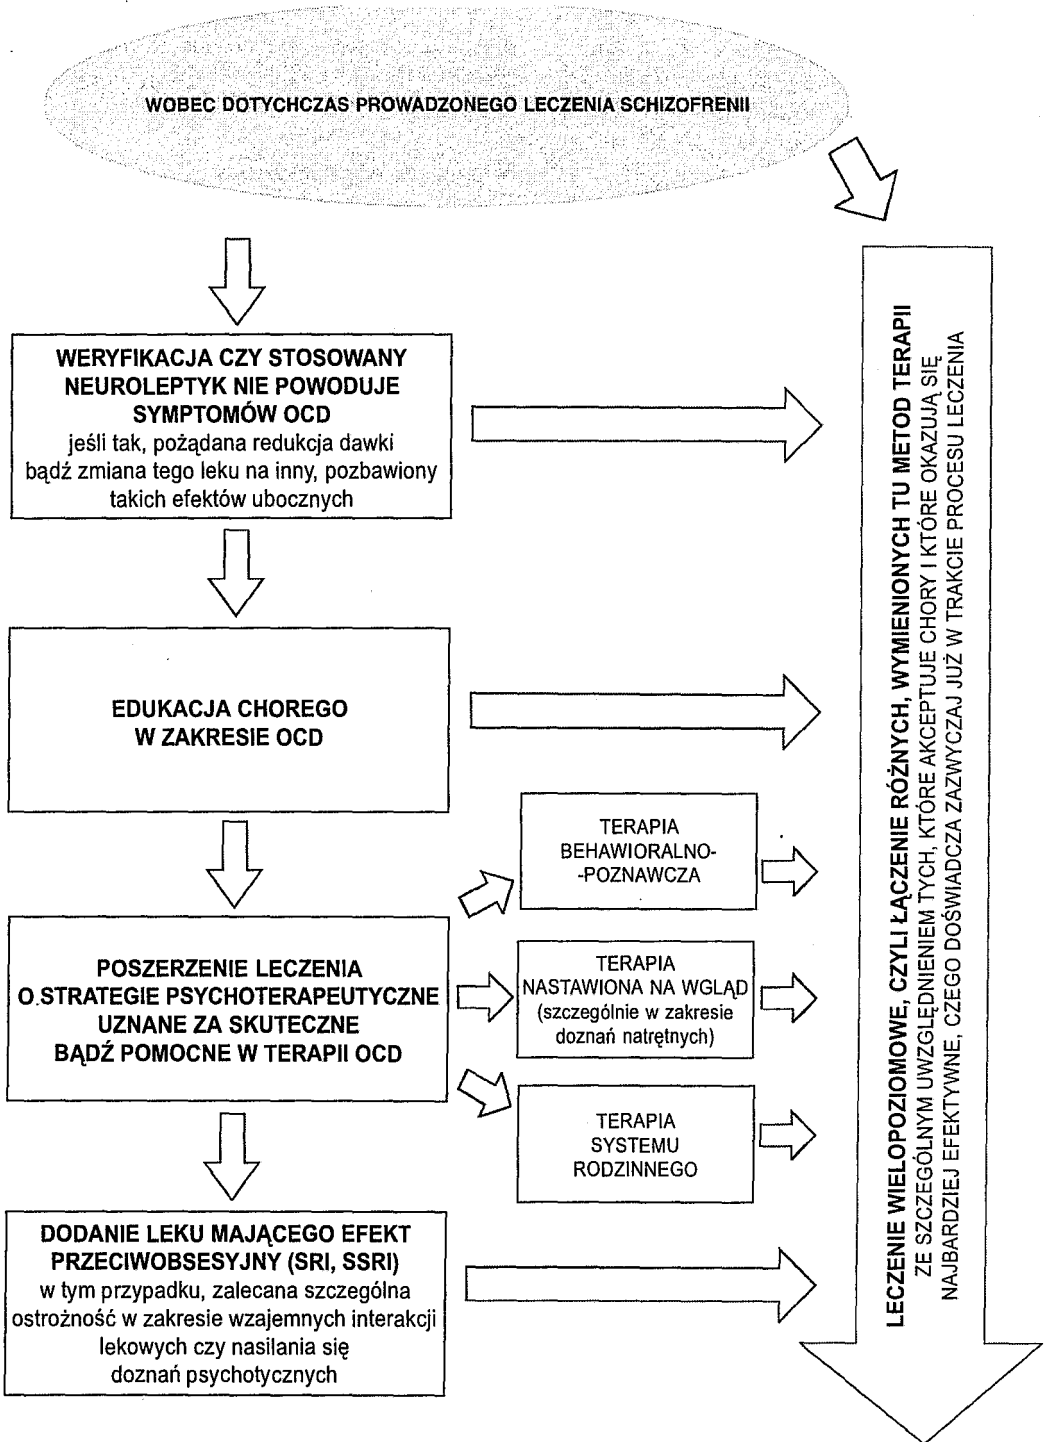 WOBEC DOTYCHCZAS PROWADZONEGO LECZENIA SCHIZOFRENII
WERYFIKACJA CZY STOSOWANY
NEUROLEPTYK NIE POWODUJE
SYMPTOMÓW OCD
jeśli tak, pożądana redukcja dawki
bądź zmiana tego leku na inny, pozbawiony
takich efektów ubocznych
EDUKACJA CHOREGO
W ZAKRESIE OCD
POSZERZENIE LECZENIA
O.STRATEGIE PSYCHOTERAPEUTYCZNE
UZNANE ZA SKUTECZNE
BĄDŹ POMOCNE W TERAPII OCD
TERAPIA
BEHAWIORALNO-
-POZNAWCZA
TERAPIA
NASTAWIONA NA WGLĄD
(szczególnie w zakresie
doznań natrętnych)
TERAPIA
SYSTEMU
RODZINNEGO
DODANIE LEKU MAJĄCEGO EFEKT
PRZECIWOBSESYJNY (SRI, SSRI)
w tym przypadku, zalecana szczególna
ostrożność w zakresie wzajemnych interakcji
lekowych czy nasilania się
doznań psychotycznych
LECZENIE WIELOPOZIOMOWE, CZYLI ŁĄCZENIE RÓŻNYCH, WYMIENIONYCH TU METOD TERAPII
ZE SZCZEGÓLNYM UWZGLĘDNIENIEM TYCH, KTÓRE AKCEPTUJE CHORY I KTÓRE OKAZUJĄ SIĘ
NAJBARDZIEJ EFEKTYWNE, CZEGO DOŚWIADCZA ZAZWYCZAJ JUŻ W TRAKCIE PROCESU LECZENIA